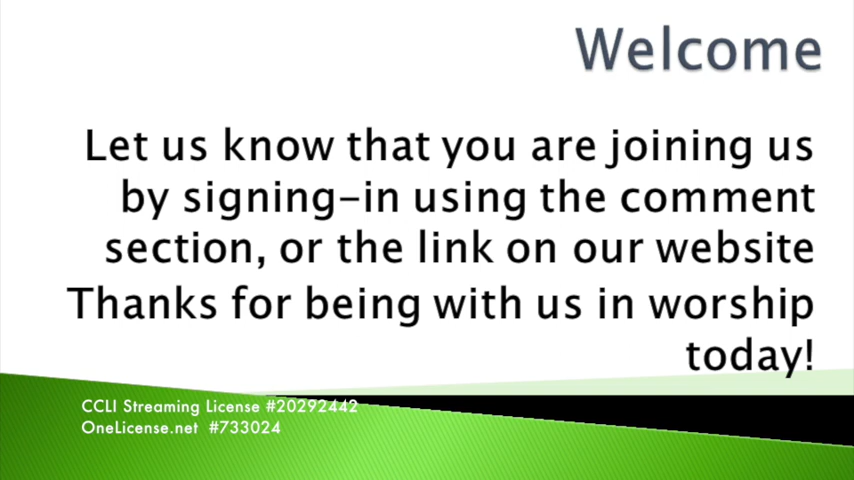 Welcome
Let us know that you are joining us
by signing-in using the comment
section, or the link on our website
Thanks for being with us in worship
today!
CCLI Streaming License #20292442
OneLicense.net #733024